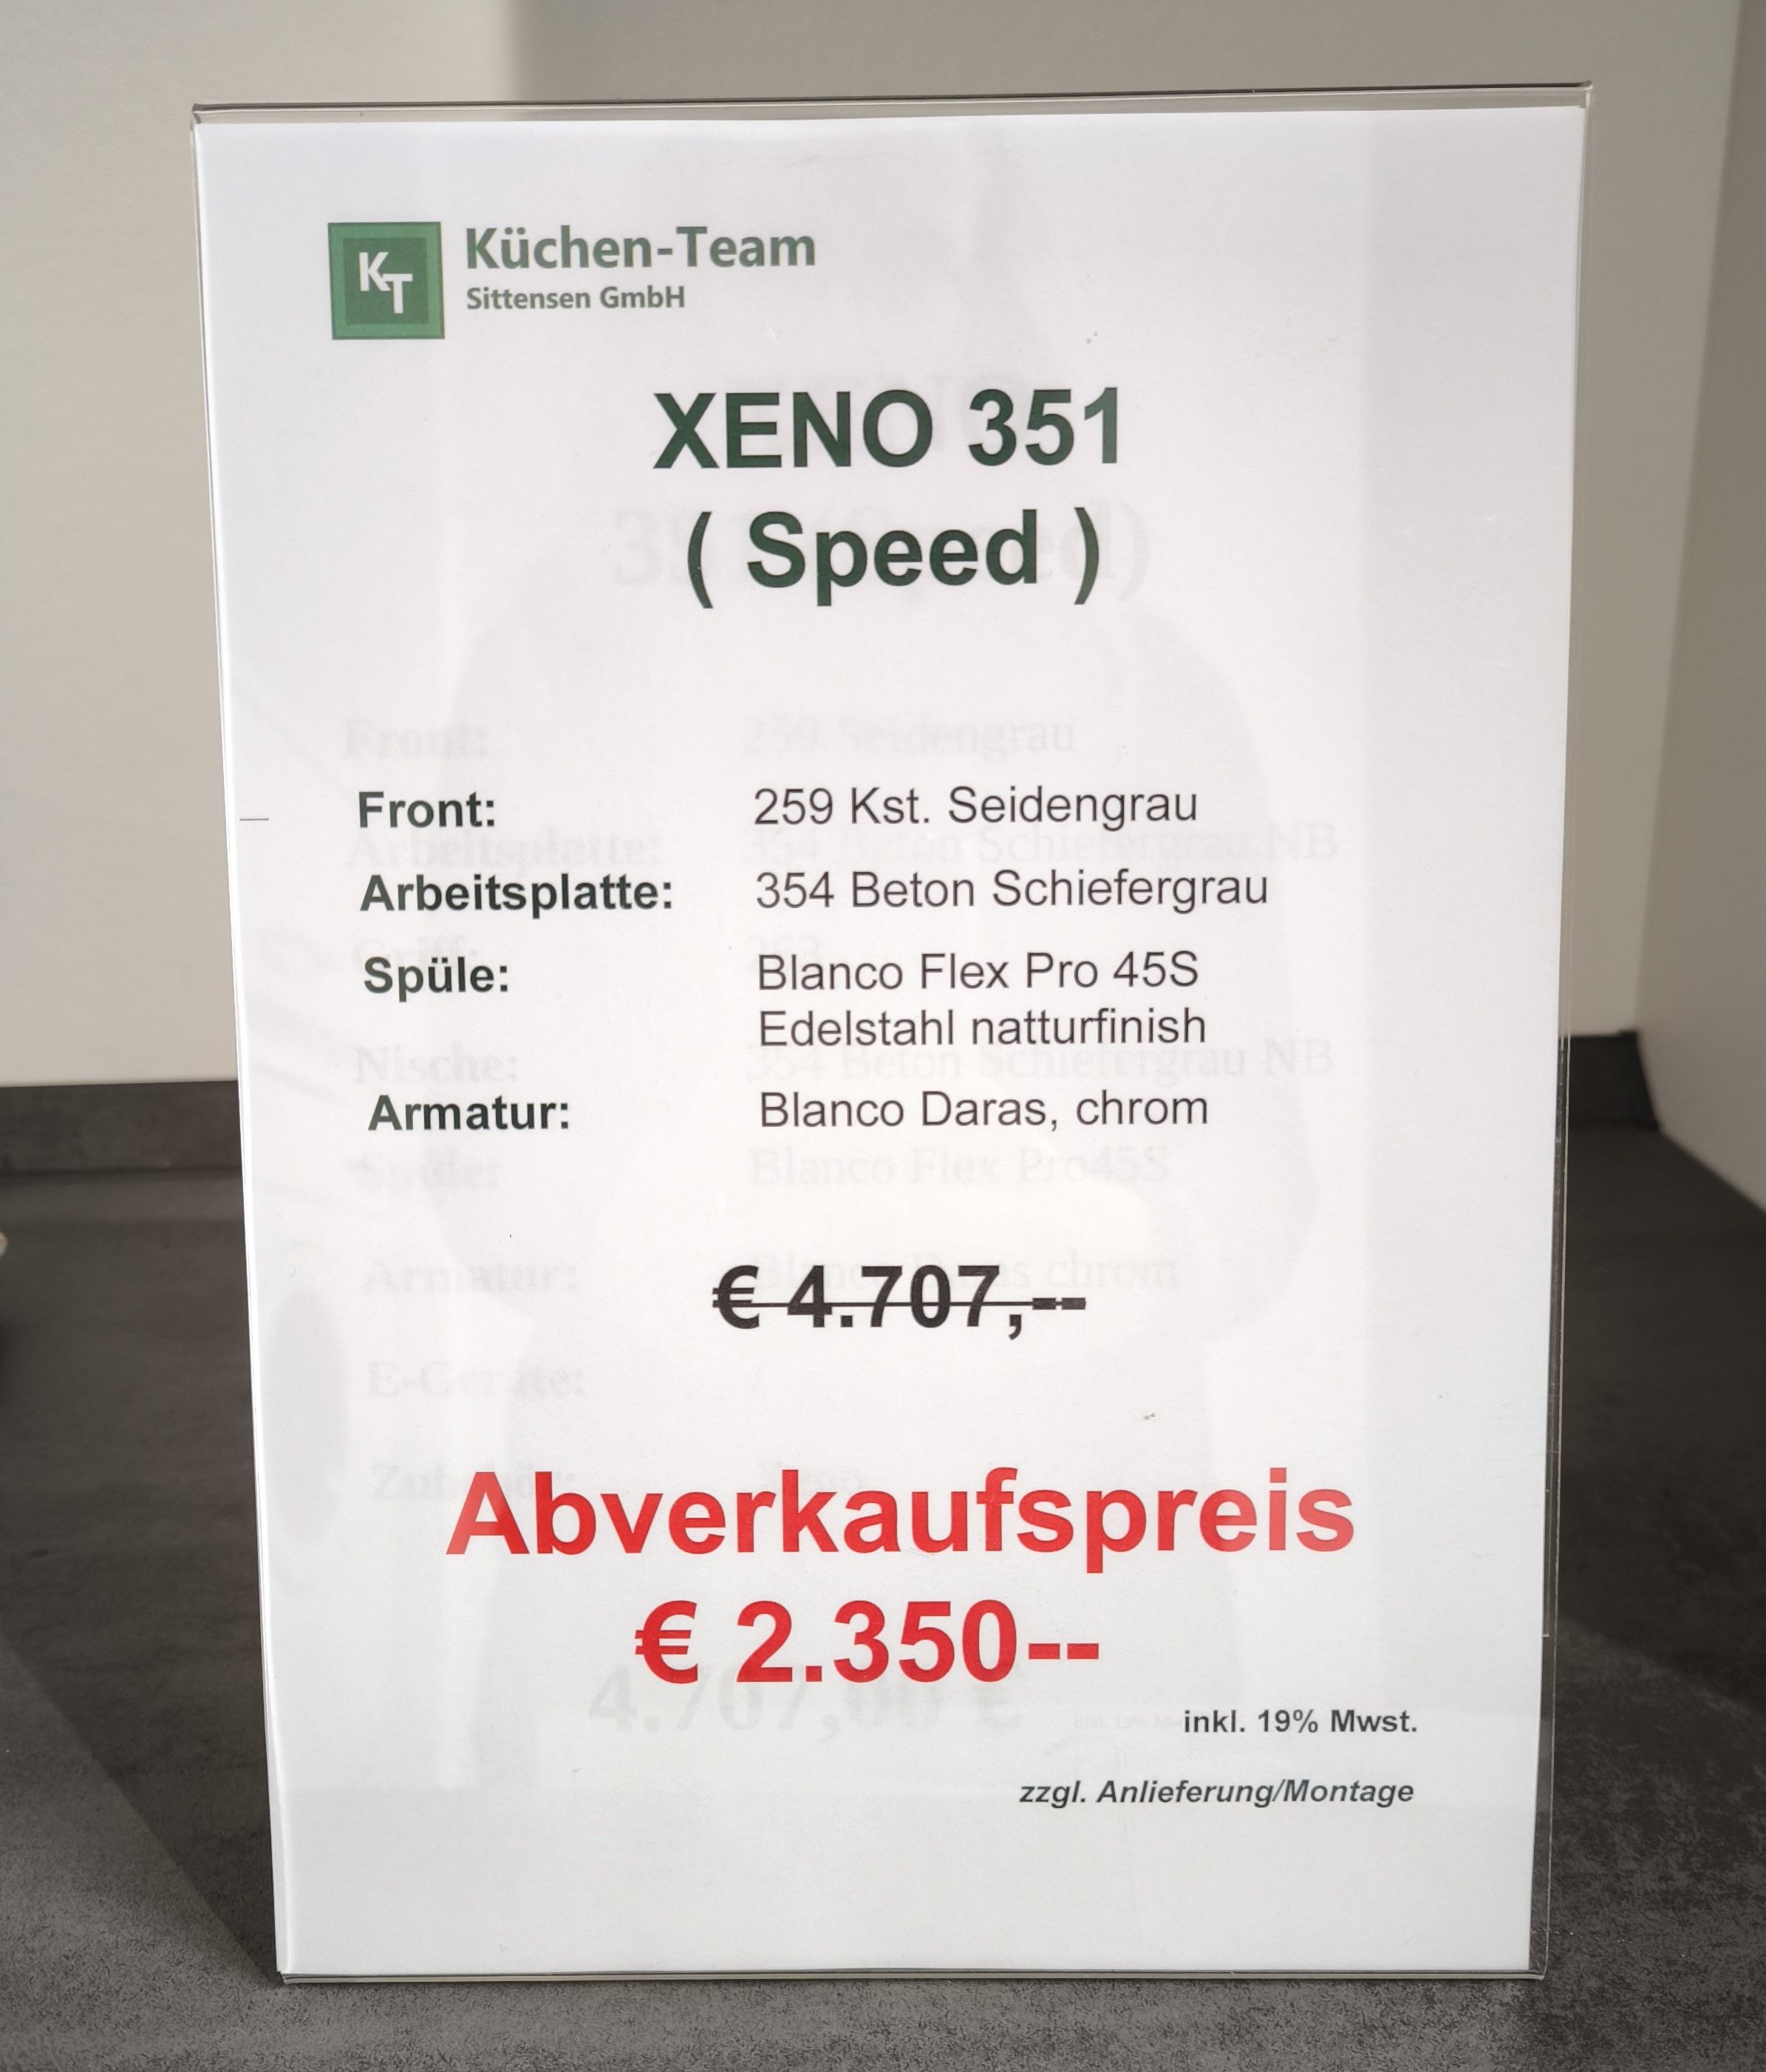 KT
Küchen-Team
Sittensen GmbH
XENO 351
( Speed )
Front: 259 Kst. Seidengrau
Arbeitsplatte: 354 Beton Schiefergrau
Spüle: Blanco Flex Pro 45S
Edelstahl natturfinish
Armatur: Blanco Daras, chrom
€ 4.707,--
Abverkaufspreis
€ 2.350--
inkl. 19% Mwst.
zzgl. Anlieferung/Montage